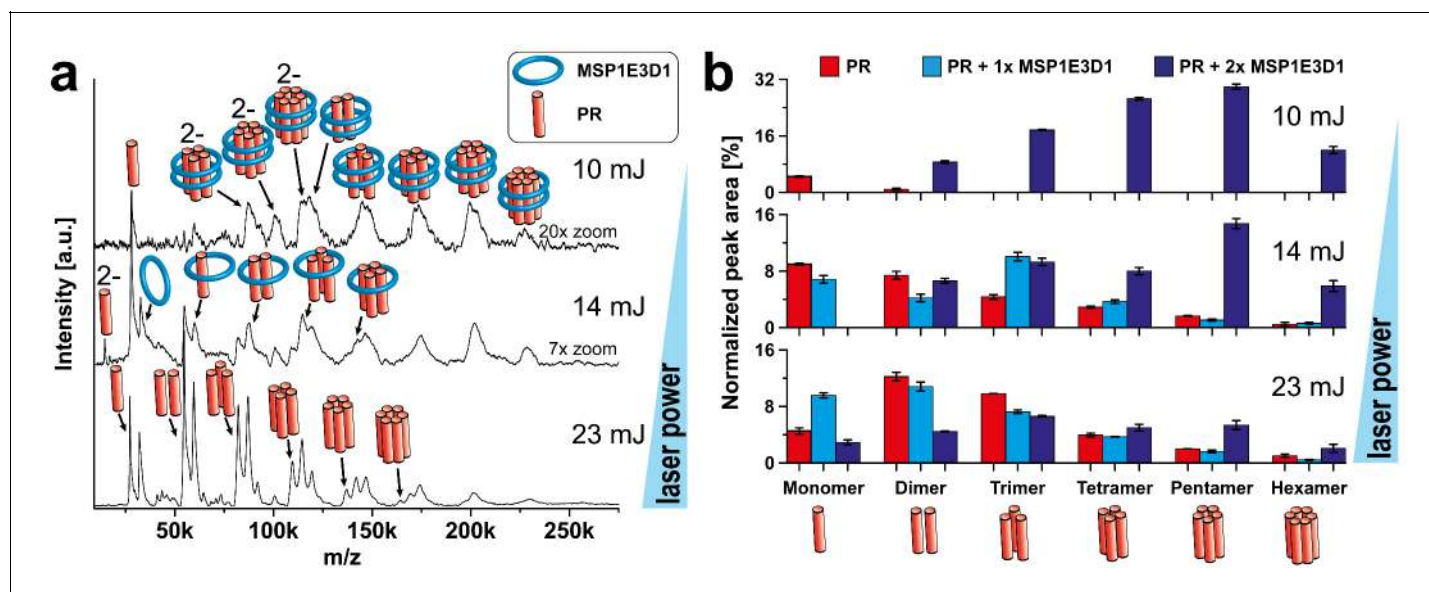 a
MSP1E3D1
PR
2-
2-
2-
10 mJ
20x zoom
2-
14 mJ
7x zoom
23 mJ
laser power
Intensity [a.u.]
50k 100k 150k 200k 250k
m/z
b
PR PR + 1x MSP1E3D1 PR + 2x MSP1E3D1
32
16
0
10 mJ
16
8
0
14 mJ
16
8
0
23 mJ
Normalized peak area [%]
laser power
Monomer Dimer Trimer Tetramer Pentamer Hexamer